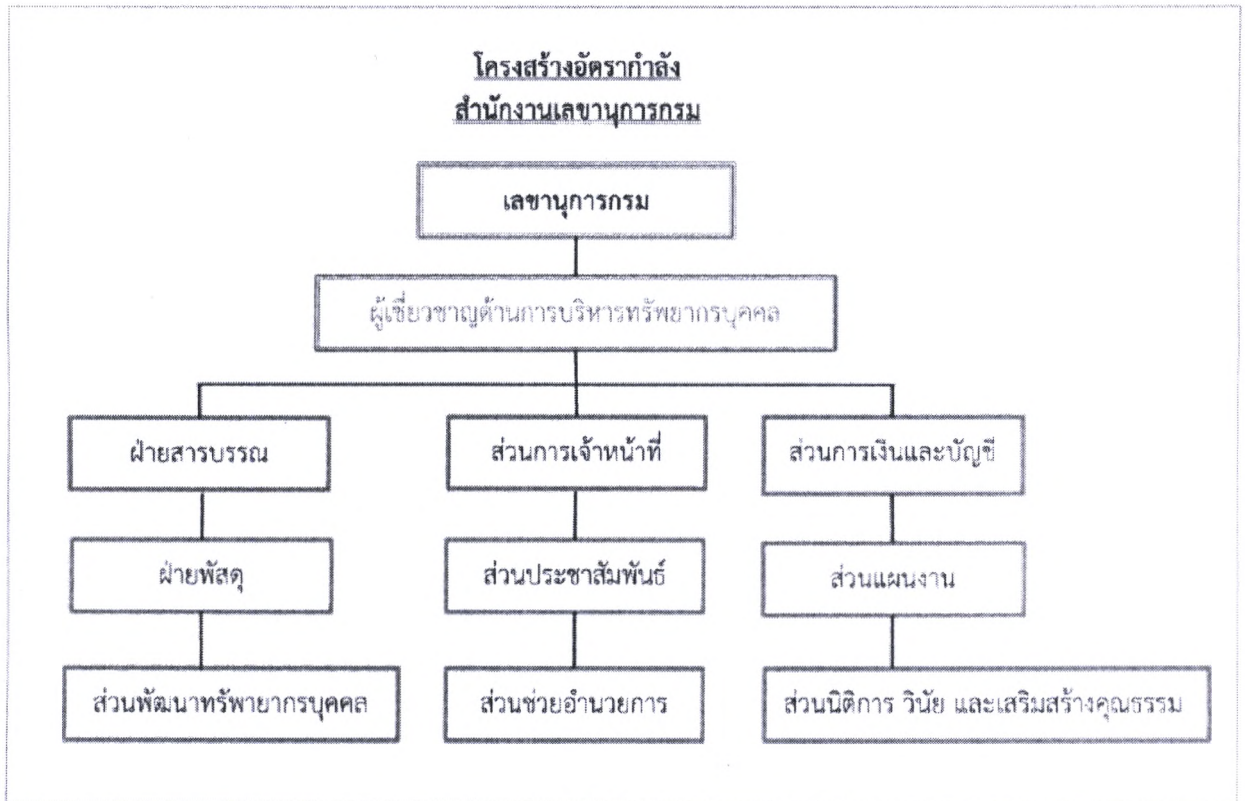 โครงสร้างอัตรากำลัง
สำนักงานเลขานุการกรม
เลขานุการกรม
ผู้เชี่ยวชาญด้านการบริหารทรัพยากรบุคคล
ฝ่ายสารบรรณ
ส่วนการเจ้าหน้าที่
ส่วนการเงินและบัญชี
ฝ่ายพัสดุ
ส่วนประชาสัมพันธ์
ส่วนแผนงาน
ส่วนพัฒนาทรัพายากรบุคคล
ส่วนช่วยอำนวยการ
ส่วนนิติการ วินัย และเสริมสร้างคุณธรรม